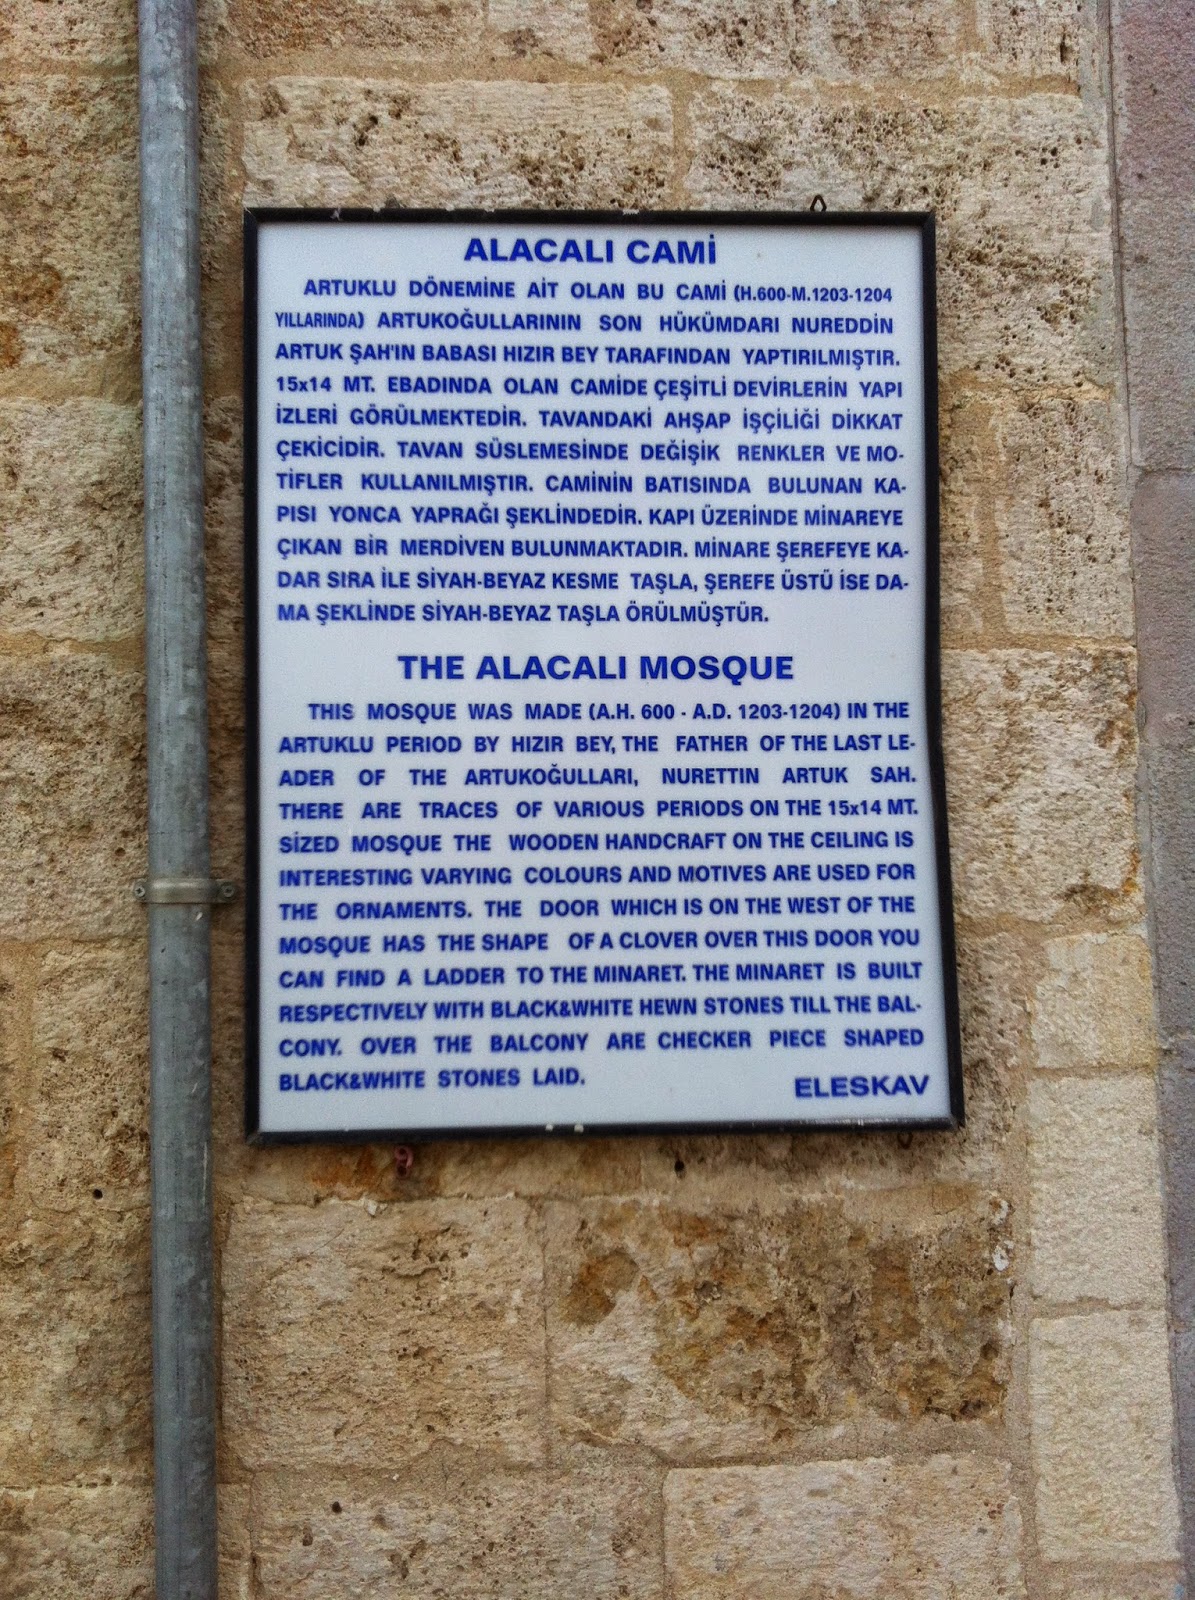 ALACALI CAMİ
ARTUKLU DÖNEMİNE AİT OLAN BU CAMİ (H.600-M.1203-1204
YILLARINDA) ARTUKOĞULLARININ SON HÜKÜMDARI NUREDDİN
ARTUK ŞAH'IN BABASI HIZIR BEY TARAFINDAN YAPTIRILMIŞTIR.
15x14 MT. EBADINDA OLAN CAMİDE ÇEŞİTLİ DEVİRLERİN YAPI
İZLERİ GÖRÜLMEKTEDİR. TAVANDAKİ AHŞAP İŞÇİLİĞİ DİKKAT
ÇEKİCİDİR. TAVAN SÜSLEMESİNDE DEĞİŞİK RENKLER VE MO-
TİFLER KULLANILMIŞTIR. CAMİNİN BATISINDA BULUNAN KA-
PISI YONCA YAPRAĞI ŞEKLİNDEDİR. KAPI ÜZERİNDE MİNAREYE
ÇIKAN BİR MERDİVEN BULUNMAKTADIR. MİNARE ŞEREFEYE KA-
DAR SIRA İLE SİYAH-BEYAZ KESME TAŞLA, ŞEREFE ÜSTÜ İSE DA-
MA ŞEKLİNDE SİYAH-BEYAZ TAŞLA ÖRÜLMÜŞTÜR.
THE ALACALI MOSQUE
THIS MOSQUE WAS MADE (A.H. 600 - A.D. 1203-1204) IN THE
ARTUKLU PERIOD BY HIZIR BEY, THE FATHER OF THE LAST LE-
ADER OF THE ARTUKOĞULLARI, NURETTIN ARTUK SAH.
THERE ARE TRACES OF VARIOUS PERIODS ON THE 15x14 MT.
SİZED MOSQUE THE WOODEN HANDCRAFT ON THE CEILING IS
INTERESTING VARYING COLOURS AND MOTIVES ARE USED FOR
THE ORNAMENTS. THE DOOR WHICH IS ON THE WEST OF THE
MOSQUE HAS THE SHAPE OF A CLOVER OVER THIS DOOR YOU
CAN FIND A LADDER TO THE MINARET. THE MINARET IS BUILT
RESPECTIVELY WITH BLACK&WHITE HEWN STONES TILL THE BAL-
CONY. OVER THE BALCONY ARE CHECKER PIECE SHAPED
BLACK&WHITE STONES LAID.
ELESKAV